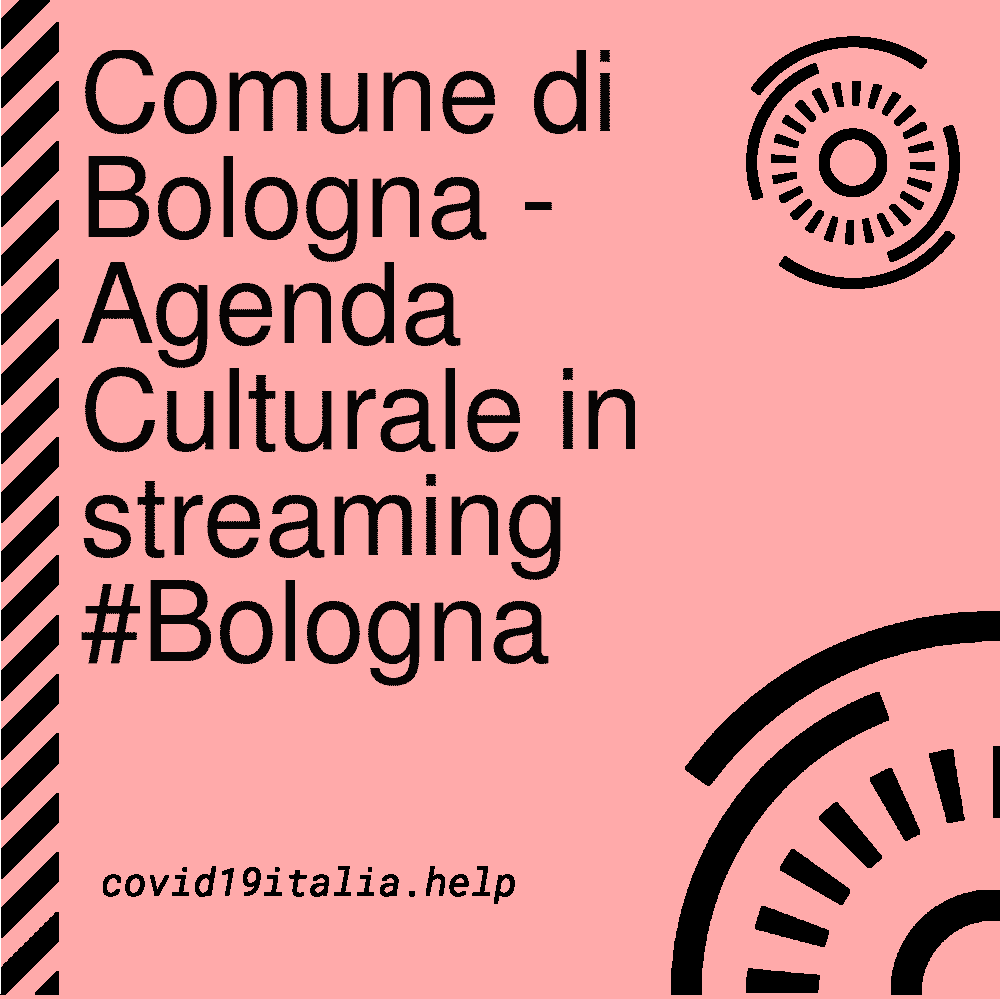 Comune di
Bologna -
Agenda
Culturale in
streaming
#Bologna
covid19italia.help